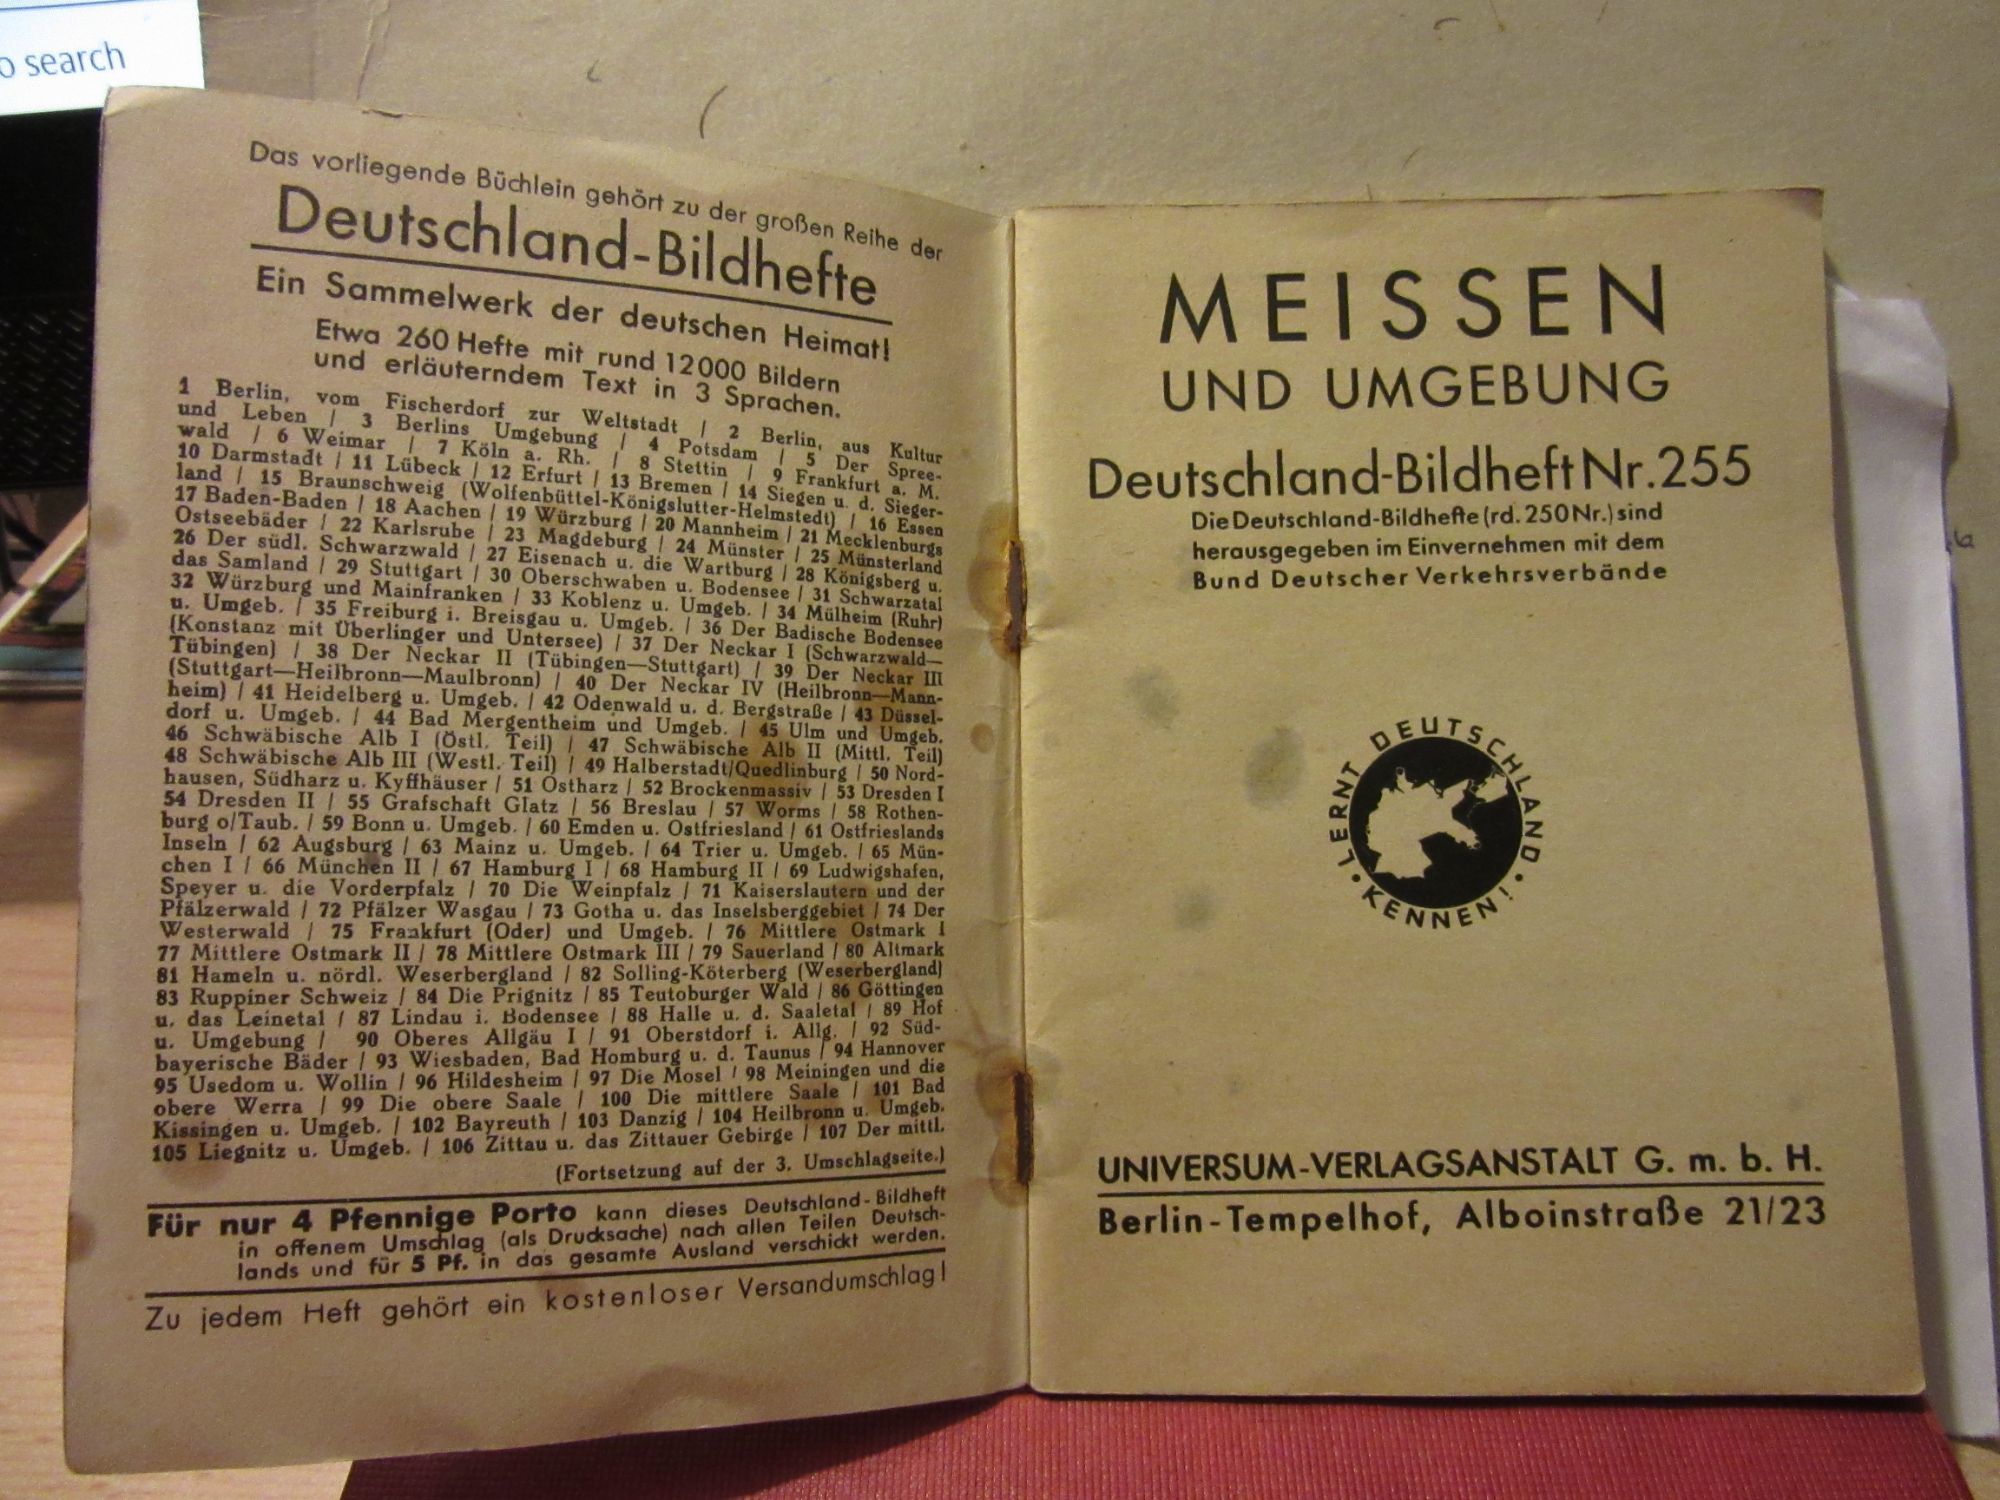 o search
Das vorliegende Büchlein gehört zu der großen Reihe der
Deutschland-Bildhefte
Ein Sammelwerk der deutschen Heimat!
Etwa 260 Hefte mit rund 12000 Bildern
und erläuterndem Text in 3 Sprachen.
1 Berlin, vom Fischerdorf zur Weltstadt / 2 Berlin, aus Kultur
und Leben / 3 Berlins Umgebung / 4 Potsdam / 5 Der Spree-
wald / 6 Weimar / 7 Köln a. Rh. / 8 Stettin / 9 Frankfurt a. M.
10 Darmstadt / 11 Lübeck / 12 Erfurt / 13 Bremen / 14 Siegen u. d. Sieger-
land / 15 Braunschweig (Wolfenbüttel-Königslutter-Helmstedt) / 16 Essen
17 Baden-Baden / 18 Aachen / 19 Würzburg / 20 Mannheim / 21 Mecklenburgs
Ostseebäder / 22 Karlsruhe / 23 Magdeburg / 24 Münster / 25 Münsterland
26 Der südl. Schwarzwald / 27 Eisenach u. die Wartburg / 28 Königsberg u.
das Samland / 29 Stuttgart / 30 Oberschwaben u. Bodensee / 31 Schwarzatal
32 Würzburg und Mainfranken / 33 Koblenz u. Umgeb. / 34 Mülheim (Ruhr)
u. Umgeb. / 35 Freiburg i. Breisgau u. Umgeb. / 36 Der Badische Bodensee
(Konstanz mit Überlinger und Untersee) / 37 Der Neckar I (Schwarzwald—
Tübingen) / 38 Der Neckar II (Tübingen—Stuttgart) / 39 Der Neckar III
(Stuttgart—Heilbronn—Maulbronn) / 40 Der Neckar IV (Heilbronn—Mann-
heim) / 41 Heidelberg u. Umgeb. / 42 Odenwald u. d. Bergstraße / 43 Düssel-
dorf u. Umgeb. / 44 Bad Mergentheim und Umgeb. / 45 Ulm und Umgeb.
46 Schwäbische Alb I (Östl. Teil) / 47 Schwäbische Alb II (Mittl. Teil)
48 Schwäbische Alb III (Westl. Teil) / 49 Halberstadt/Quedlinburg / 50 Nord-
hausen, Südharz u. Kyffhäuser / 51 Ostharz / 52 Brockenmassiv / 53 Dresden I
54 Dresden II / 55 Grafschaft Glatz / 56 Breslau / 57 Worms / 58 Rothen-
burg o/Taub. / 59 Bonn u. Umgeb. / 60 Emden u. Ostfriesland / 61 Ostfrieslands
Inseln / 62 Augsburg / 63 Mainz u. Umgeb. / 64 Trier u. Umgeb. / 65 Mün-
chen I / 66 München II / 67 Hamburg I / 68 Hamburg II / 69 Ludwigshafen,
Speyer u. die Vorderpfalz / 70 Die Weinpfalz / 71 Kaiserslautern und der
Pfälzerwald / 72 Pfälzer Wasgau / 73 Gotha u. das Inselsberggebiet / 74 Der
Westerwald / 75 Frankfurt (Oder) und Umgeb. / 76 Mittlere Ostmark I
77 Mittlere Ostmark II / 78 Mittlere Ostmark III / 79 Sauerland / 80 Altmark
81 Hameln u. nördl. Weserbergland / 82 Solling-Köterberg (Weserbergland)
83 Ruppiner Schweiz / 84 Die Prignitz / 85 Teutoburger Wald / 86 Göttingen
u. das Leinetal / 87 Lindau i. Bodensee / 88 Halle u. d. Saaletal / 89 Hof
u. Umgebung / 90 Oberes Allgäu I / 91 Oberstdorf i. Allg. / 92 Süd-
bayerische Bäder / 93 Wiesbaden, Bad Homburg u. d. Taunus / 94 Hannover
95 Usedom u. Wollin / 96 Hildesheim / 97 Die Mosel / 98 Meiningen und die
obere Werra / 99 Die obere Saale / 100 Die mittlere Saale / 101 Bad
Kissingen u. Umgeb. / 102 Bayreuth / 103 Danzig / 104 Heilbronn u. Umgeb.
105 Liegnitz u. Umgeb. / 106 Zittau u. das Zittauer Gebirge / 107 Der mittl.
(Fortsetzung auf der 3. Umschlagseite.)
Für nur 4 Pfennige Porto kann dieses Deutschland-Bildheft
in offenem Umschlag (als Drucksache) nach allen Teilen Deutsch-
lands und für 5 Pf. in das gesamte Ausland verschickt werden.
Zu jedem Heft gehört ein kostenloser Versandumschlag!
MEISSEN
UND UMGEBUNG
Deutschland-Bildheft Nr. 255
Die Deutschland-Bildhefte (rd. 250 Nr.) sind
herausgegeben im Einvernehmen mit dem
Bund Deutscher Verkehrsverbände
LERNT DEUTSCHLAND KENNEN!
UNIVERSUM-VERLAGSANSTALT G. m. b. H.
Berlin-Tempelhof, Alboinstraße 21/23